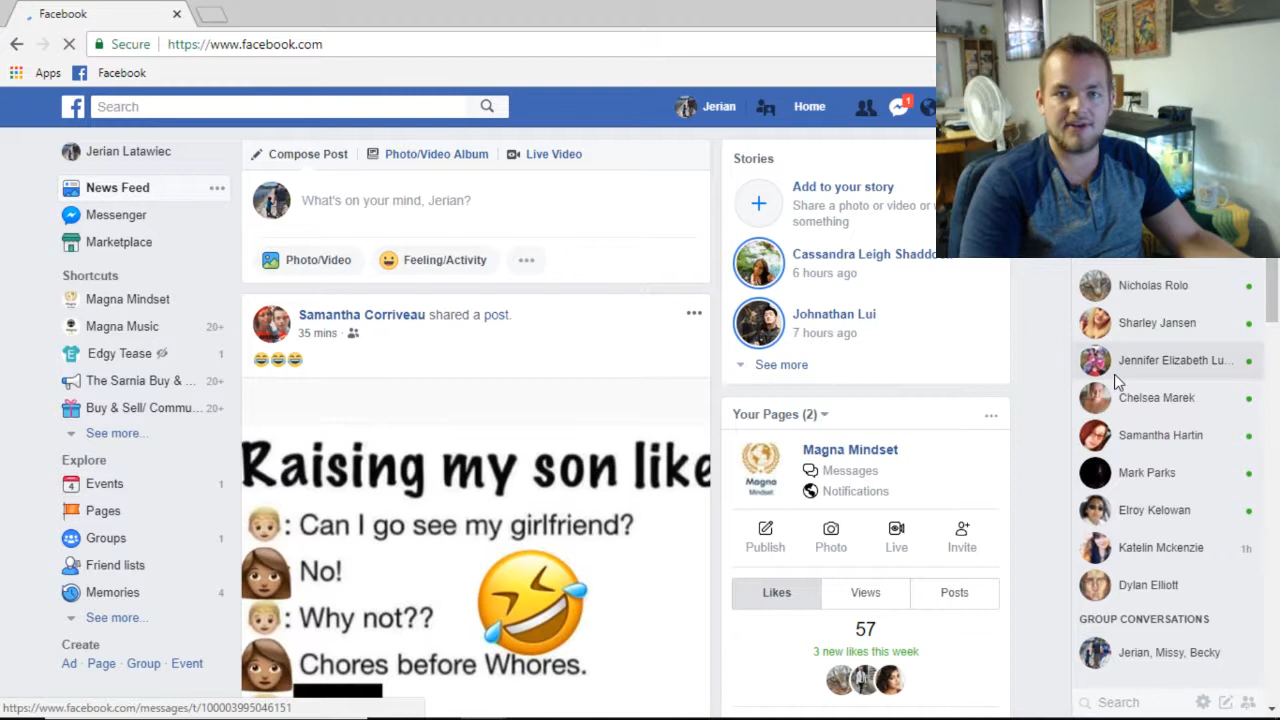 Facebook
Secure https://www.facebook.com
Apps Facebook
Search
Jerian Home 1
Jerian Latawiec
News Feed
Messenger
Marketplace
Shortcuts
Magna Mindset
Magna Music 20+
Edgy Tease 1
The Sarnia Buy & ... 20+
Buy & Sell/ Commu... 20+
See more...
Explore
4 Events 1
Pages
Groups 1
Friend lists
Memories 4
See more...
Create
Ad · Page · Group · Event
https://www.facebook.com/messages/t/100003995046151
Compose Post Photo/Video Album Live Video
What's on your mind, Jerian?
Photo/Video Feeling/Activity
Samantha Corriveau shared a post.
35 mins ·
Raising my son like
: Can I go see my girlfriend?
: No!
: Why not??
: Chores before Whores.
Stories
Add to your story
Share a photo or video or w
something
Cassandra Leigh Shaddo
6 hours ago
Johnathan Lui
7 hours ago
See more
Your Pages (2)
Magna Mindset
Magna
Mindset
Messages
Notifications
Publish Photo Live Invite
Likes Views Posts
57
3 new likes this week
Nicholas Rolo
Sharley Jansen
Jennifer Elizabeth Lu...
Chelsea Marek
Samantha Hartin
Mark Parks
Elroy Kelowan
Katelin Mckenzie 1h
Dylan Elliott
GROUP CONVERSATIONS
Jerian, Missy, Becky
Search